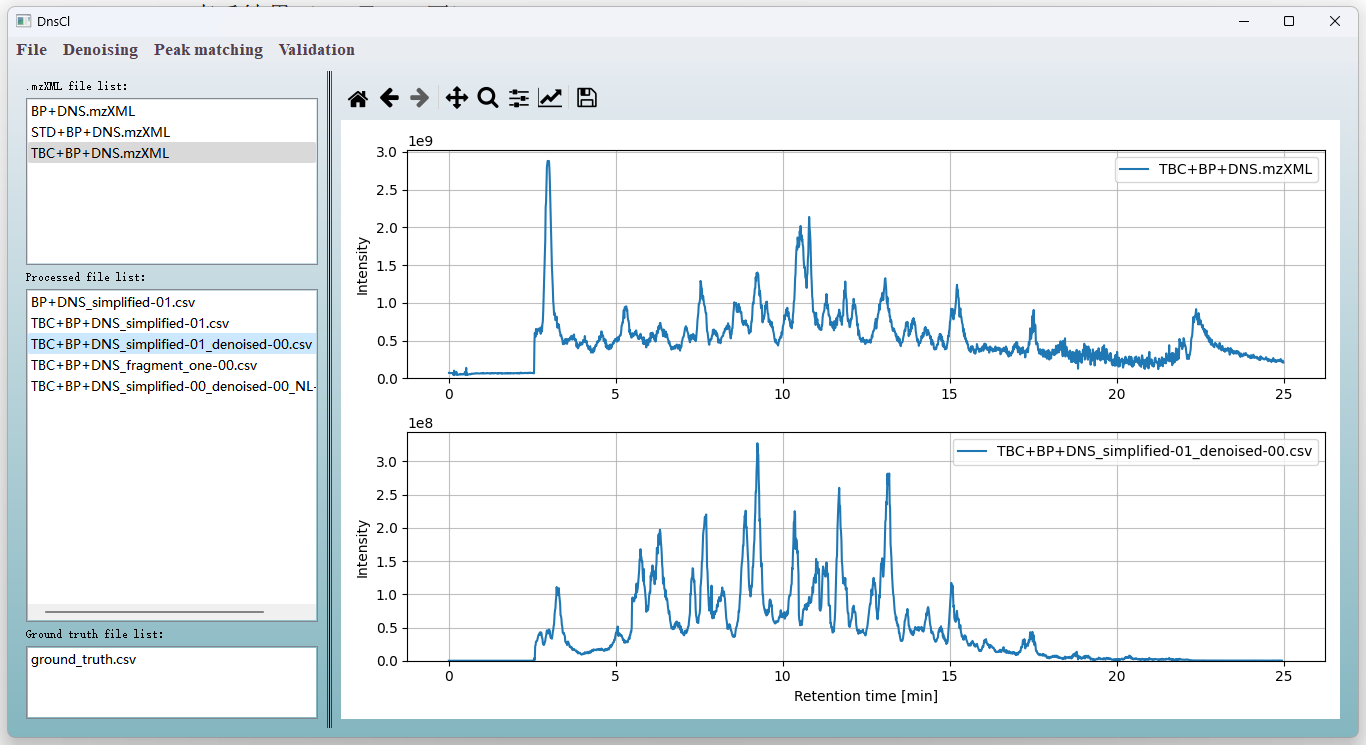 DnsCl
File Denoising Peak matching Validation
.mzXML file list:
BP+DNS.mzXML
STD+BP+DNS.mzXML
TBC+BP+DNS.mzXML
Processed file list:
BP+DNS_simplified-01.csv
TBC+BP+DNS_simplified-01.csv
TBC+BP+DNS_simplified-01_denoised-00.csv
TBC+BP+DNS_fragment_one-00.csv
TBC+BP+DNS_simplified-00_denoised-00_NL-
Ground truth file list:
ground_truth.csv
1e9
3.0
2.5
2.0
1.5
1.0
0.5
0.0
Intensity
TBC+BP+DNS.mzXML
0 5 10 15 20 25
1e8
3.0
2.5
2.0
1.5
1.0
0.5
0.0
Intensity
TBC+BP+DNS_simplified-01_denoised-00.csv
0 5 10 15 20 25
Retention time [min]